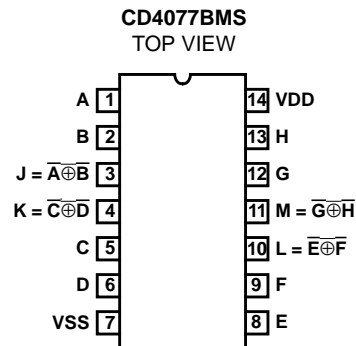 CD4077BMS
TOP VIEW
A 1 14 VDD
B 2 13 H
J = A̅⊕̅B̅ 3 12 G
K = C̅⊕̅D̅ 4 11 M = G̅⊕̅H̅
C 5 10 L = E̅⊕̅F̅
D 6 9 F
VSS 7 8 E